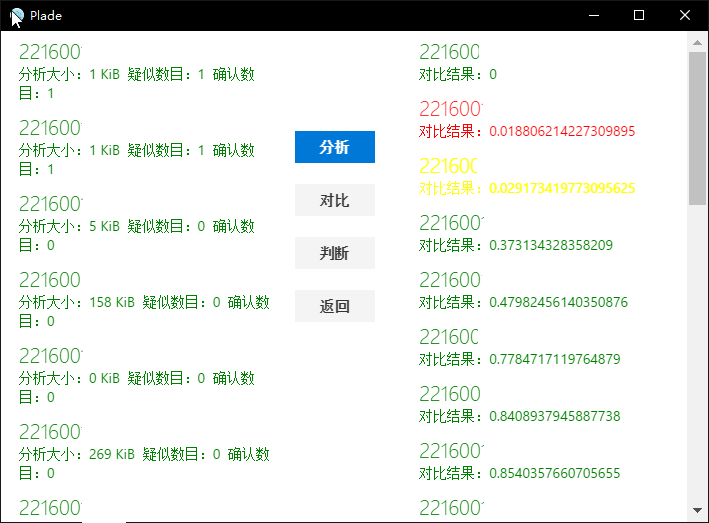 Plade
221600
分析大小：1 KiB 疑似数目：1 确认数
目：1
221600
分析大小：1 KiB 疑似数目：1 确认数
目：1
221600
分析大小：5 KiB 疑似数目：0 确认数
目：0
221600
分析大小：158 KiB 疑似数目：0 确认数
目：0
221600
分析大小：0 KiB 疑似数目：0 确认数
目：0
221600
分析大小：269 KiB 疑似数目：0 确认数
目：0
221600
分析
对比
判断
返回
221600
对比结果：0
221600
对比结果：0.018806214227309895
221600
对比结果：0.029173419773095625
221600
对比结果：0.373134328358209
221600
对比结果：0.47982456140350876
221600
对比结果：0.7784717119764879
221600
对比结果：0.8408937945887738
221600
对比结果：0.8540357660705655
221600